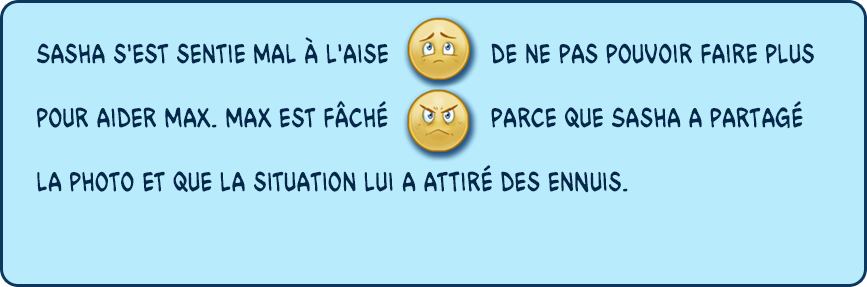 SASHA S'EST SENTIE MAL À L'AISE DE NE PAS POUVOIR FAIRE PLUS
POUR AIDER MAX. MAX EST FÂCHÉ PARCE QUE SASHA A PARTAGÉ
LA PHOTO ET QUE LA SITUATION LUI A ATTIRÉ DES ENNUIS.